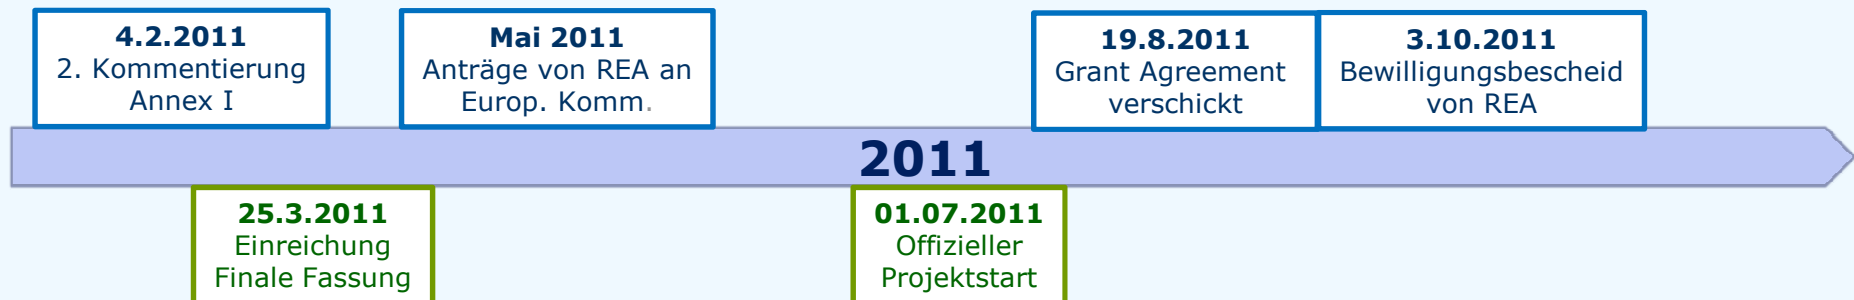 4.2.2011
2. Kommentierung
Annex I
Mai 2011
Anträge von REA an
Europ. Komm.
19.8.2011
Grant Agreement
verschickt
3.10.2011
Bewilligungsbescheid
von REA
2011
25.3.2011
Einreichung
Finale Fassung
01.07.2011
Offizieller
Projektstart